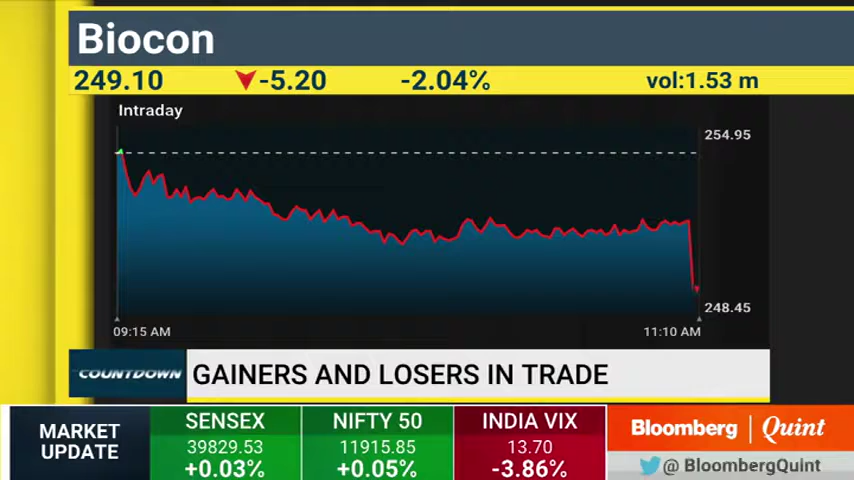 Biocon
249.10 -5.20 -2.04% vol:1.53 m
Intraday
254.95
248.45
09:15 AM 11:10 AM
COUNTDOWN GAINERS AND LOSERS IN TRADE
MARKET UPDATE
SENSEX
39829.53
+0.03%
NIFTY 50
11915.85
+0.05%
INDIA VIX
13.70
-3.86%
Bloomberg | Quint
@ BloombergQuint